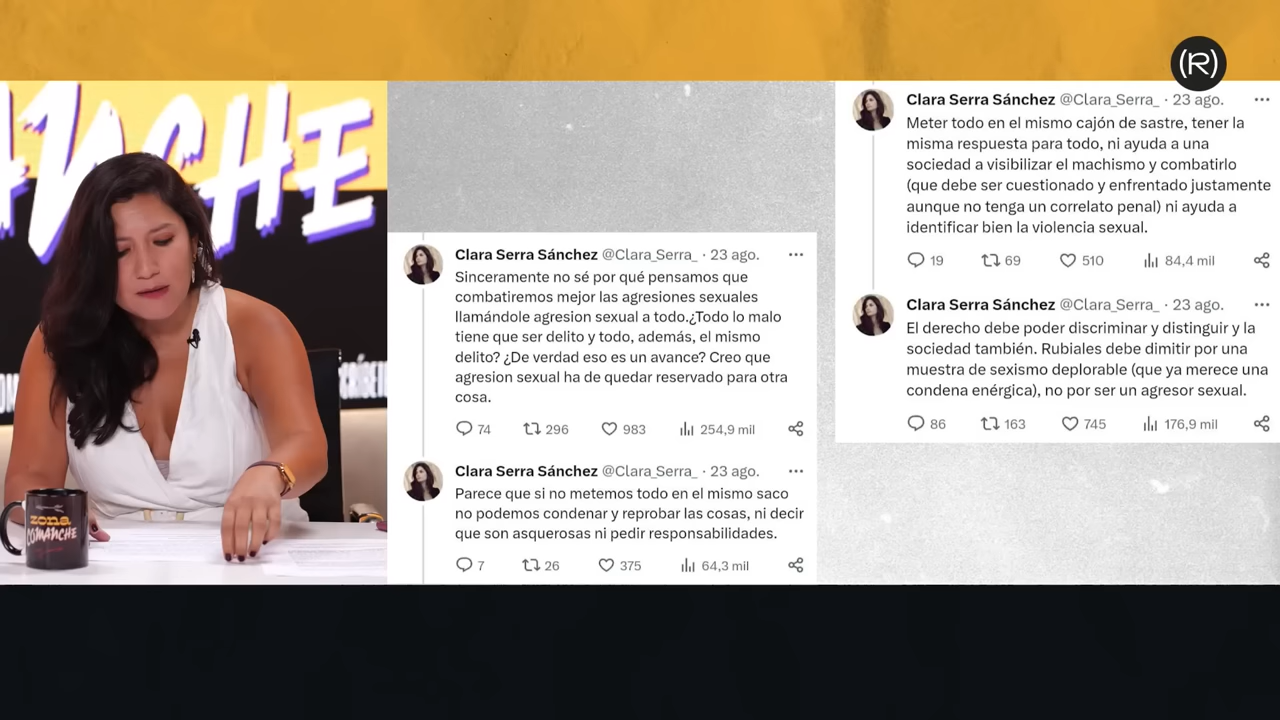 (R)
ANCHE
zona
COMANCHE
Clara Serra Sánchez @Clara_Serra_ · 23 ago.
Sinceramente no sé por qué pensamos que
combatiremos mejor las agresiones sexuales
llamándole agresion sexual a todo.¿Todo lo malo
tiene que ser delito y todo, además, el mismo
delito? ¿De verdad eso es un avance? Creo que
agresion sexual ha de quedar reservado para otra
cosa.
74 296 983 254,9 mil
Clara Serra Sánchez @Clara_Serra_ · 23 ago.
Parece que si no metemos todo en el mismo saco
no podemos condenar y reprobar las cosas, ni decir
que son asquerosas ni pedir responsabilidades.
7 26 375 64,3 mil
Clara Serra Sánchez @Clara_Serra_ · 23 ago.
Meter todo en el mismo cajón de sastre, tener la
misma respuesta para todo, ni ayuda a una
sociedad a visibilizar el machismo y combatirlo
(que debe ser cuestionado y enfrentado justamente
aunque no tenga un correlato penal) ni ayuda a
identificar bien la violencia sexual.
19 69 510 84,4 mil
Clara Serra Sánchez @Clara_Serra_ · 23 ago.
El derecho debe poder discriminar y distinguir y la
sociedad también. Rubiales debe dimitir por una
muestra de sexismo deplorable (que ya merece una
condena enérgica), no por ser un agresor sexual.
86 163 745 176,9 mil